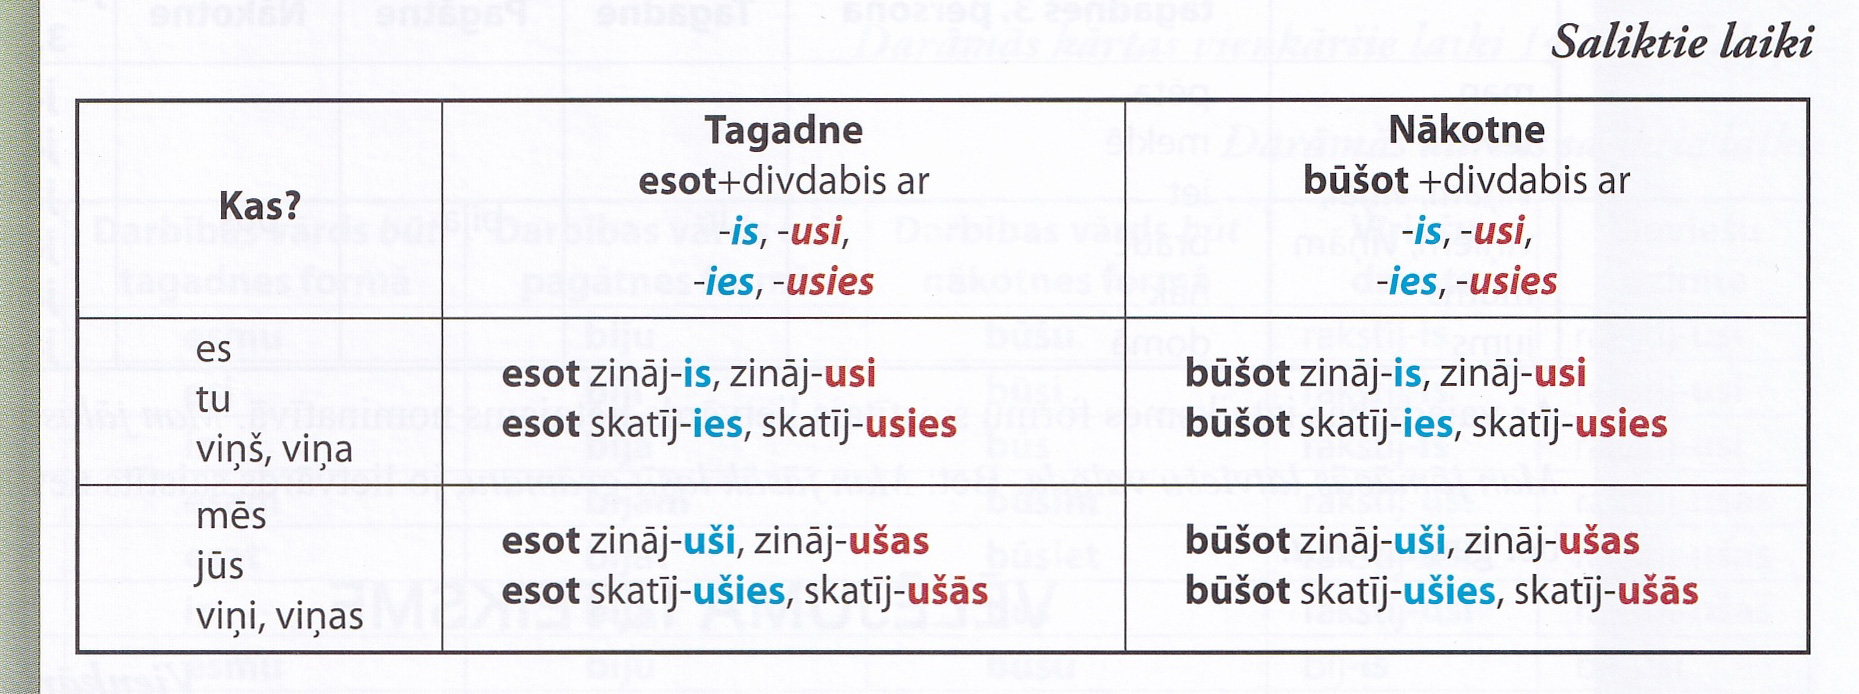 Saliktie laiki
Kas?
Tagadne
esot+divdabis ar
-is, -usi,
-ies, -usies
Nākotne
būšot +divdabis ar
-is, -usi,
-ies, -usies
es
tu
viņš, viņa
esot zināj-is, zināj-usi
esot skatīj-ies, skatīj-usies
būšot zināj-is, zināj-usi
būšot skatīj-ies, skatīj-usies
mēs
jūs
viņi, viņas
esot zināj-uši, zināj-ušas
esot skatīj-ušies, skatīj-ušās
būšot zināj-uši, zināj-ušas
būšot skatīj-ušies, skatīj-ušās